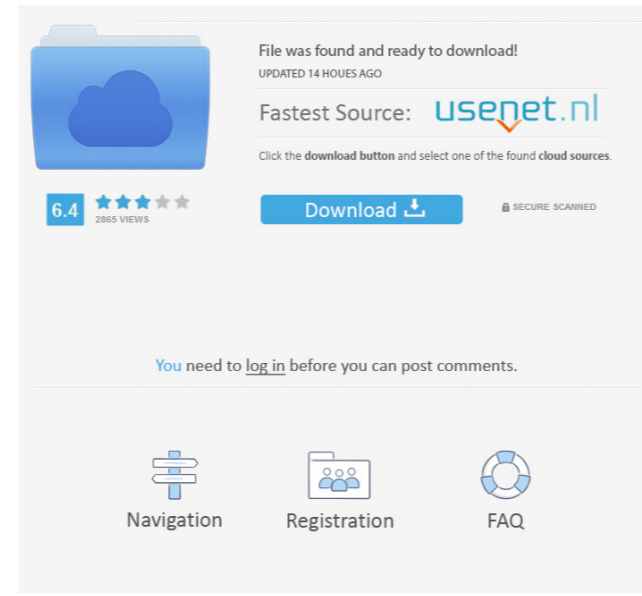 File was found and ready to download!
UPDATED 14 HOUES AGO
Fastest Source: usenet.nl
Click the download button and select one of the found cloud sources.
6.4
2865 VIEWS
Download
SECURE SCANNED
You need to log in before you can post comments.
Navigation
Registration
FAQ